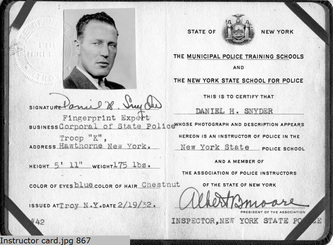 SIGNATURE Daniel H. Snyder
Fingerprint Expert
BUSINESS Corporal of State Police
Troop "K",
ADDRESS Hawthorne New York.
HEIGHT 5' 11" WEIGHT 175 lbs.
COLOR OF EYES blue COLOR OF HAIR Chestnut
ISSUED AT Troy N.Y. DATE 2/19/32.
#42
STATE OF NEW YORK
THE MUNICIPAL POLICE TRAINING SCHOOLS
AND
THE NEW YORK STATE SCHOOL FOR POLICE
THIS IS TO CERTIFY THAT
DANIEL H. SNYDER
WHOSE PHOTOGRAPH AND DESCRIPTION APPEARS
HEREON IS AN INSTRUCTOR OF POLICE IN THE
New York State POLICE SCHOOL
AND A MEMBER OF
THE ASSOCIATION OF POLICE INSTRUCTORS
OF THE STATE OF NEW YORK
Albert B. Moore
PRESIDENT OF THE ASSOCIATION
INSPECTOR, NEW YORK STATE POLICE
Instructor card.jpg 867